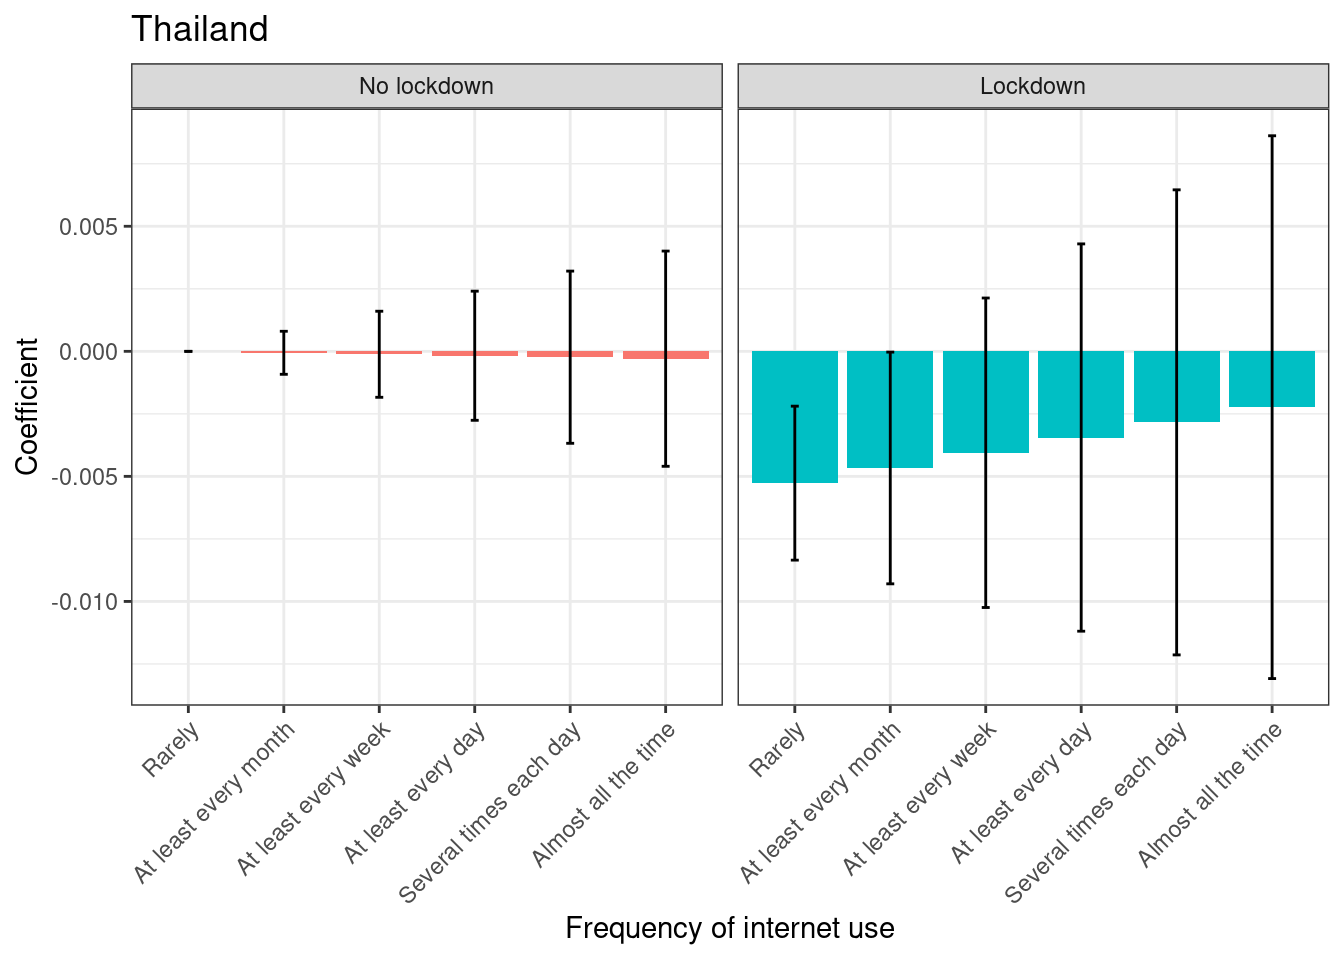 Thailand
No lockdown
Lockdown
Coefficient
0.005
0.000
-0.005
-0.010
Rarely
At least every month
At least every week
At least every day
Several times each day
Almost all the time
Rarely
At least every month
At least every week
At least every day
Several times each day
Almost all the time
Frequency of internet use